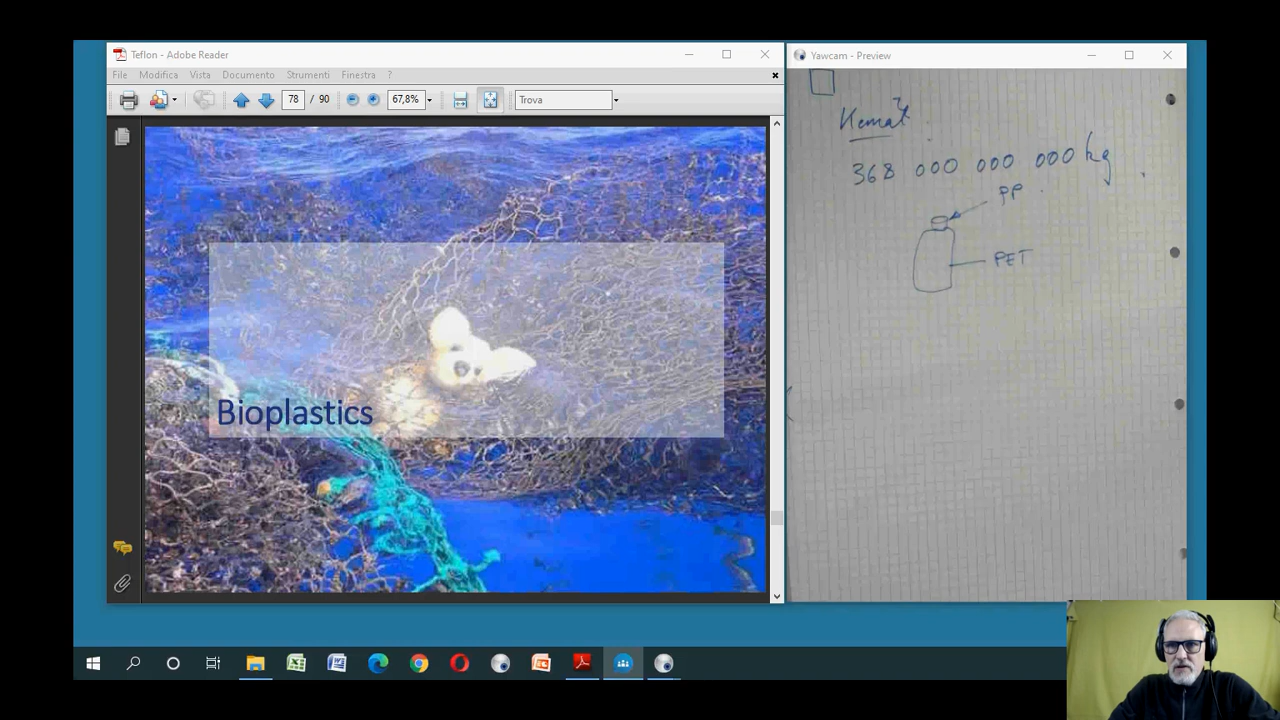 Teflon - Adobe Reader
File Modifica Vista Documento Strumenti Finestra ?
78 / 90 67,8% Trova
Bioplastics
Yawcam - Preview
368 000 000 000 kg
PP
PET